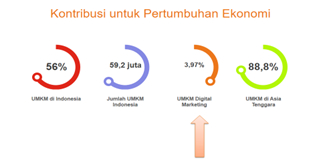 Kontribusi untuk Pertumbuhan Ekonomi
56%
59,2 juta
3,97%
88,8%
UMKM di Indonesia
Jumlah UMKM
Indonesia
UMKM Digital
Marketing
UMKM di Asia
Tenggara